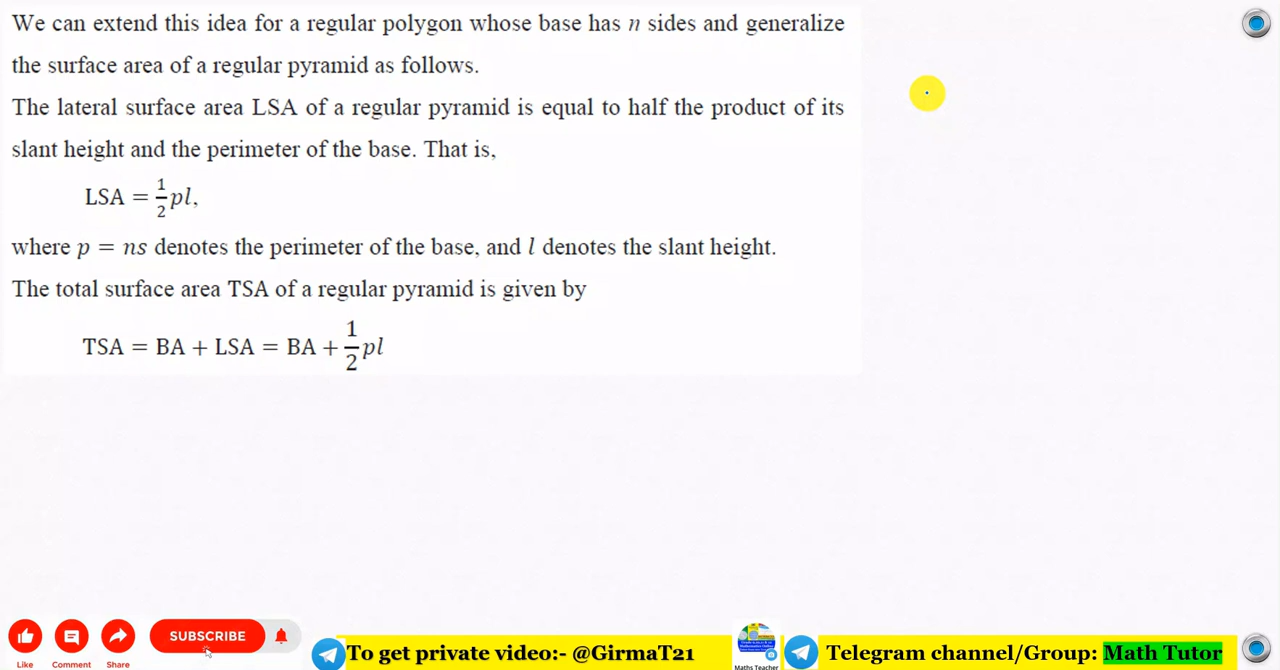 We can extend this idea for a regular polygon whose base has n sides and generalize
the surface area of a regular pyramid as follows.
The lateral surface area LSA of a regular pyramid is equal to half the product of its
slant height and the perimeter of the base. That is,
LSA = 1/2 pl,
where p = ns denotes the perimeter of the base, and l denotes the slant height.
The total surface area TSA of a regular pyramid is given by
TSA = BA + LSA = BA + 1/2 pl
Like
Comment
Share
SUBSCRIBE
To get private video:- @GirmaT21
Maths Teacher
Telegram channel/Group: Math Tutor